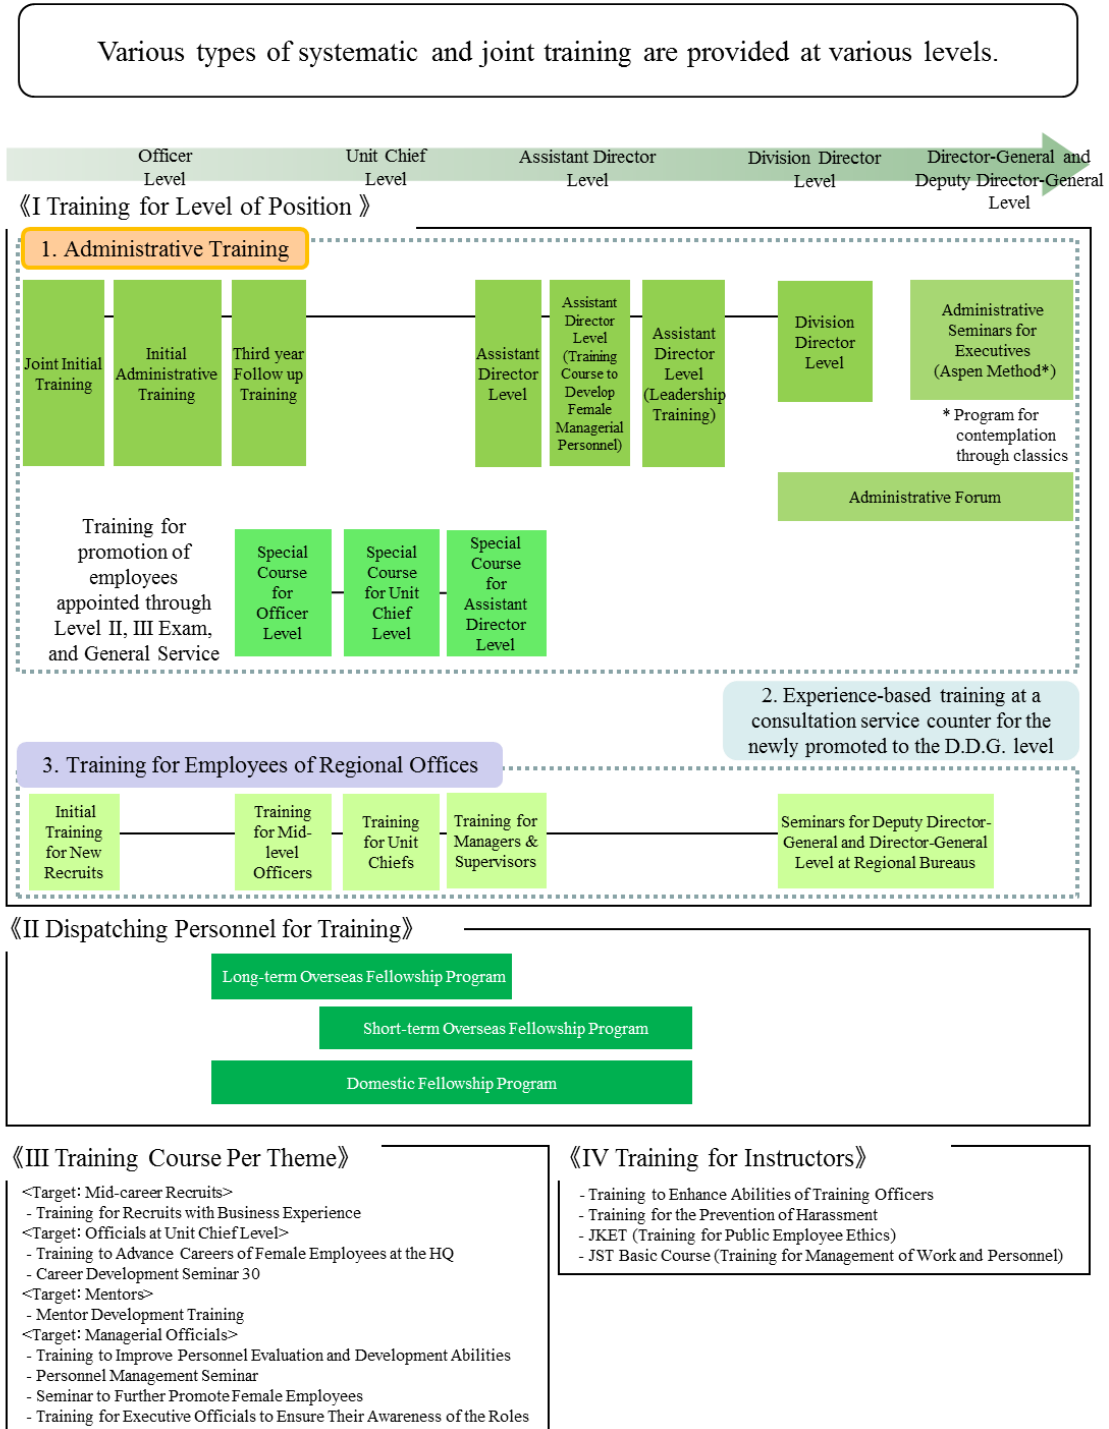 Various types of systematic and joint training are provided at various levels.
Officer
Level
Unit Chief
Level
Assistant Director
Level
Division Director
Level
Director-General and
Deputy Director-General
Level
《I Training for Level of Position 》
1. Administrative Training
Joint Initial
Training
Initial
Administrative
Training
Third year
Follow up
Training
Assistant
Director
Level
Assistant
Director
Level
(Training
Course to
Develop
Female
Managerial
Personnel)
Assistant
Director
Level
(Leadership
Training)
Division
Director
Level
Administrative
Seminars for
Executives
(Aspen Method*)
* Program for
contemplation
through classics
Administrative Forum
Training for
promotion of
employees
appointed through
Level II, III Exam,
and General Service
Special
Course
for
Officer
Level
Special
Course
for Unit
Chief
Level
Special
Course
for
Assistant
Director
Level
2. Experience-based training at a
consultation service counter for the
newly promoted to the D.D.G. level
3. Training for Employees of Regional Offices
Initial
Training
for New
Recruits
Training
for Mid-
level
Officers
Training
for Unit
Chiefs
Training for
Managers &
Supervisors
Seminars for Deputy Director-
General and Director-General
Level at Regional Bureaus
《II Dispatching Personnel for Training》
Long-term Overseas Fellowship Program
Short-term Overseas Fellowship Program
Domestic Fellowship Program
《III Training Course Per Theme》
<Target: Mid-career Recruits>
- Training for Recruits with Business Experience
<Target: Officials at Unit Chief Level>
- Training to Advance Careers of Female Employees at the HQ
- Career Development Seminar 30
<Target: Mentors>
- Mentor Development Training
<Target: Managerial Officials>
- Training to Improve Personnel Evaluation and Development Abilities
- Personnel Management Seminar
- Seminar to Further Promote Female Employees
- Training for Executive Officials to Ensure Their Awareness of the Roles
《IV Training for Instructors》
- Training to Enhance Abilities of Training Officers
- Training for the Prevention of Harassment
- JKET (Training for Public Employee Ethics)
- JST Basic Course (Training for Management of Work and Personnel)